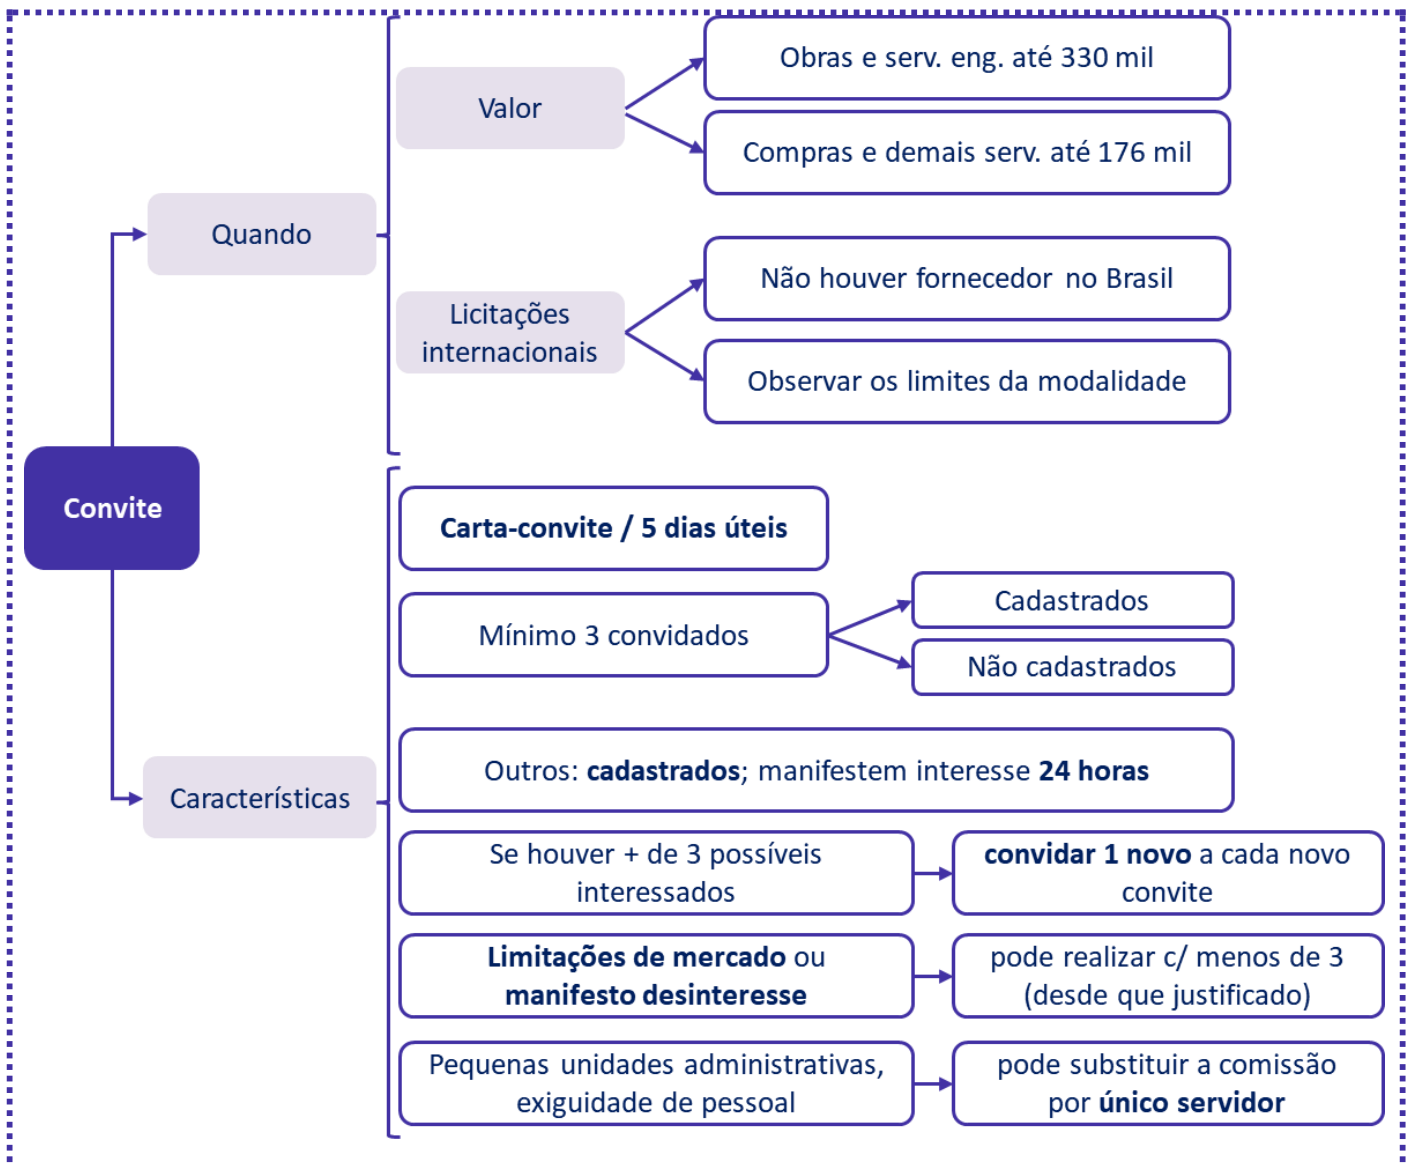 Convite
Quando
Valor
Obras e serv. eng. até 330 mil
Compras e demais serv. até 176 mil
Licitações
internacionais
Não houver fornecedor no Brasil
Observar os limites da modalidade
Características
Carta-convite / 5 dias úteis
Mínimo 3 convidados
Cadastrados
Não cadastrados
Outros: cadastrados; manifestem interesse 24 horas
Se houver + de 3 possíveis
interessados
convidar 1 novo a cada novo
convite
Limitações de mercado ou
manifesto desinteresse
pode realizar c/ menos de 3
(desde que justificado)
Pequenas unidades administrativas,
exiguidade de pessoal
pode substituir a comissão
por único servidor